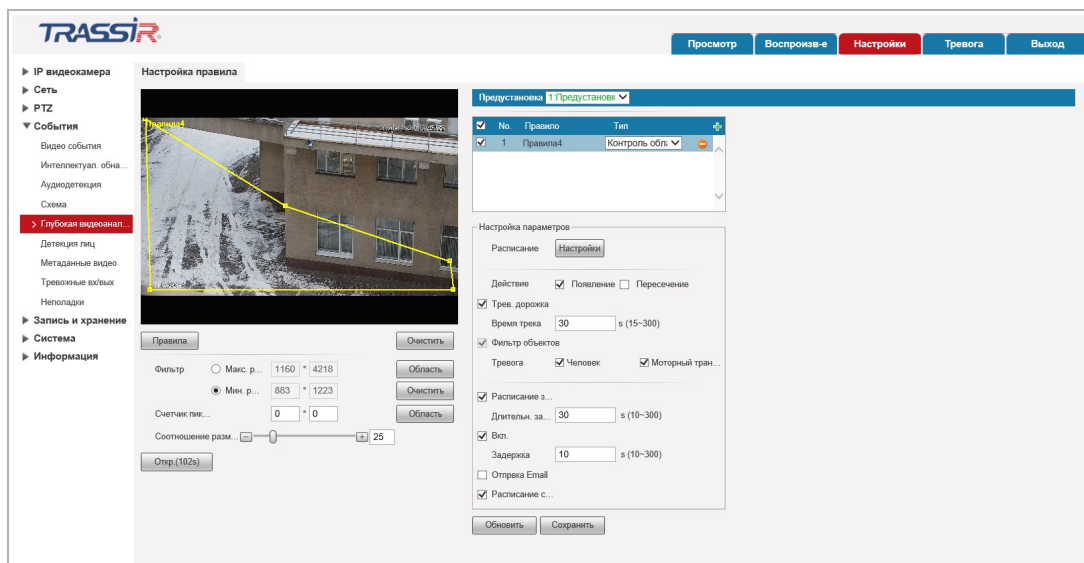 TRASSIR
Просмотр Воспроизв-е Настройки Тревога Выход
IP видеокамера
Сеть
PTZ
События
Видео события
Интеллектуал. обна...
Аудиодетекция
Схема
Глубокая видеоанал...
Детекция лиц
Метаданные видео
Тревожные вх/вых
Неполадки
Запись и хранение
Система
Информация
Настройка правила
Правила4
Правила Очистить
Фильтр Макс. р... 1160 * 4218 Область
Мин. р... 883 * 1223 Очистить
Счетчик пик... 0 * 0 Область
Соотношение разм... 25
Откр.(102s)
Предустановка 1:Предустановк
No. Правило Тип
1 Правила4 Контроль обла
Настройка параметров
Расписание Настройки
Действие Появление Пересечение
Трев. дорожка
Время трека 30 s (15~300)
Фильтр объектов
Тревога Человек Моторный тран...
Расписание з...
Длительн. за... 30 s (10~300)
Вкл.
Задержка 10 s (10~300)
Отпрвка Email
Расписание с...
Обновить Сохранить